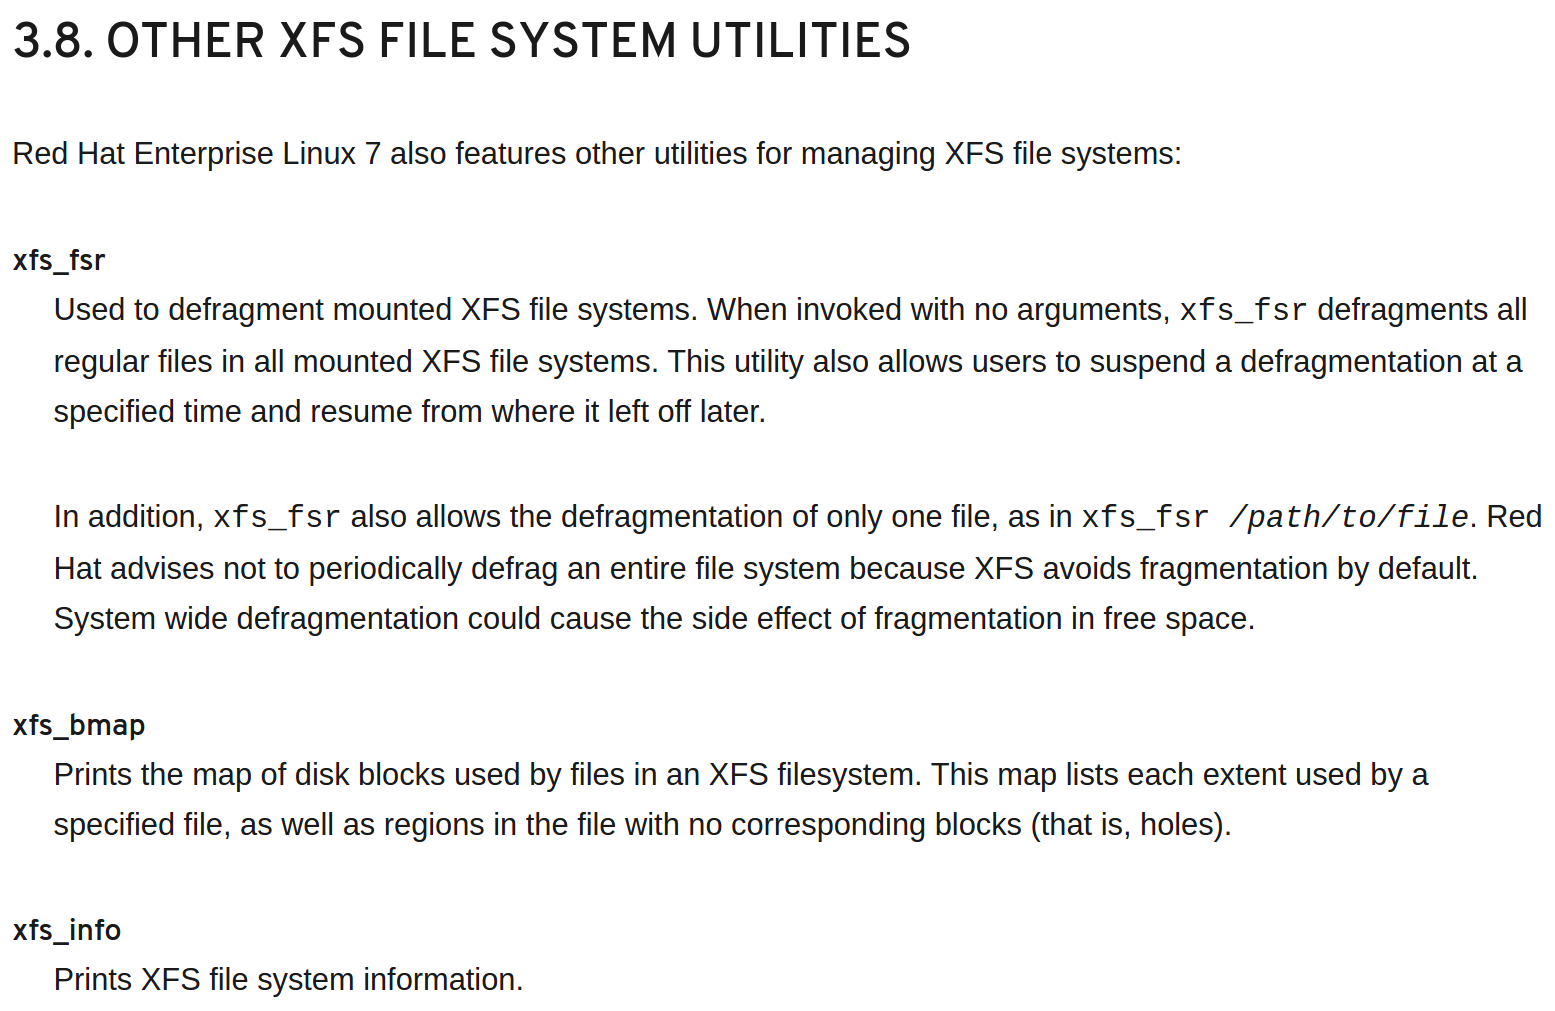 3.8. OTHER XFS FILE SYSTEM UTILITIES
Red Hat Enterprise Linux 7 also features other utilities for managing XFS file systems:
xfs_fsr
Used to defragment mounted XFS file systems. When invoked with no arguments, xfs_fsr defragments all
regular files in all mounted XFS file systems. This utility also allows users to suspend a defragmentation at a
specified time and resume from where it left off later.
In addition, xfs_fsr also allows the defragmentation of only one file, as in xfs_fsr /path/to/file. Red
Hat advises not to periodically defrag an entire file system because XFS avoids fragmentation by default.
System wide defragmentation could cause the side effect of fragmentation in free space.
xfs_bmap
Prints the map of disk blocks used by files in an XFS filesystem. This map lists each extent used by a
specified file, as well as regions in the file with no corresponding blocks (that is, holes).
xfs_info
Prints XFS file system information.